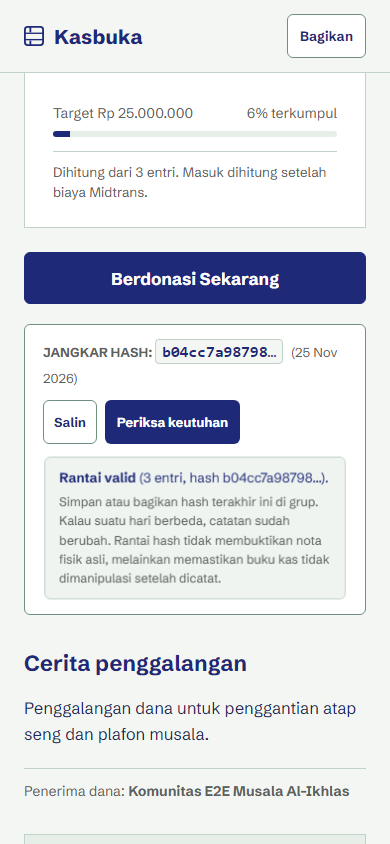 Kasbuka
Bagikan
Target Rp 25.000.000
6% terkumpul
Dihitung dari 3 entri. Masuk dihitung setelah
biaya Midtrans.
Berdonasi Sekarang
JANGKAR HASH: b04cc7a98798… (25 Nov
2026)
Salin
Periksa keutuhan
Rantai valid (3 entri, hash b04cc7a98798…).
Simpan atau bagikan hash terakhir ini di grup.
Kalau suatu hari berbeda, catatan sudah
berubah. Rantai hash tidak membuktikan nota
fisik asli, melainkan memastikan buku kas tidak
dimanipulasi setelah dicatat.
Cerita penggalangan
Penggalangan dana untuk penggantian atap
seng dan plafon musala.
Penerima dana: Komunitas E2E Musala Al-Ikhlas